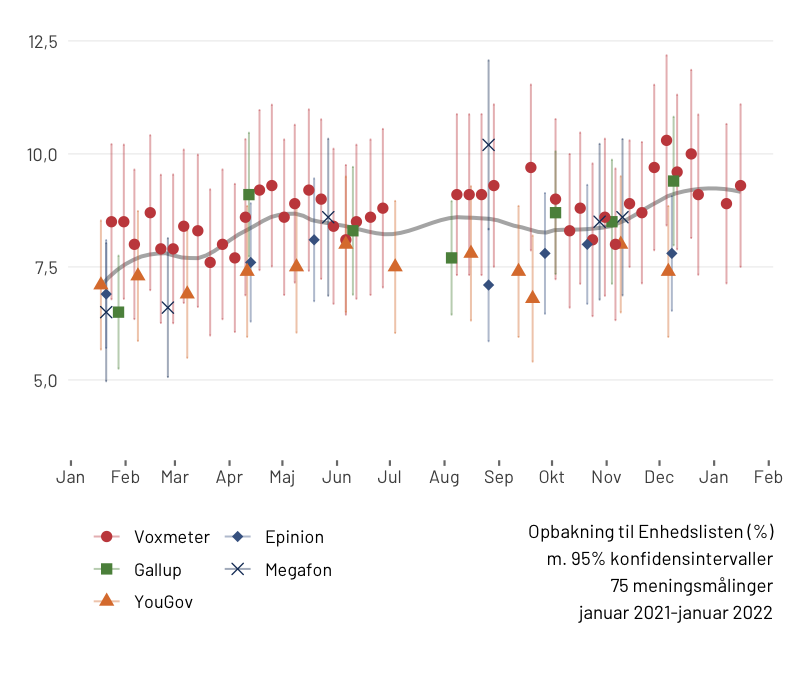 12,5
10,0
7,5
5,0
Jan Feb Mar Apr Maj Jun Jul Aug Sep Okt Nov Dec Jan Feb
Voxmeter Epinion
Gallup Megafon
YouGov
Opbakning til Enhedslisten (%)
m. 95% konfidensintervaller
75 meningsmålinger
januar 2021-januar 2022